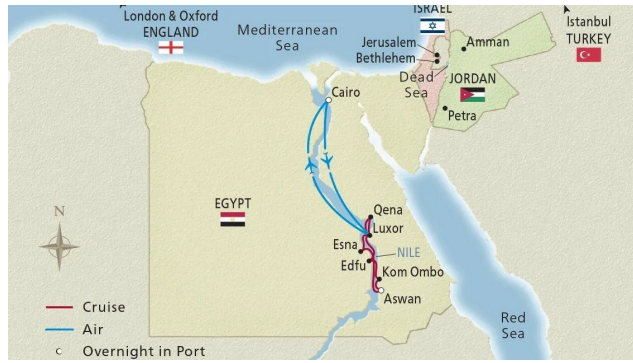 London & Oxford
ENGLAND
Mediterranean
Sea
ISRAEL
Jerusalem
Bethlehem
Amman
Dead
Sea
JORDAN
Petra
Istanbul
TURKEY
Cairo
EGYPT
N
Qena
Luxor
Esna
NILE
Edfu
Kom Ombo
Aswan
Red
Sea
Cruise
Air
Overnight in Port